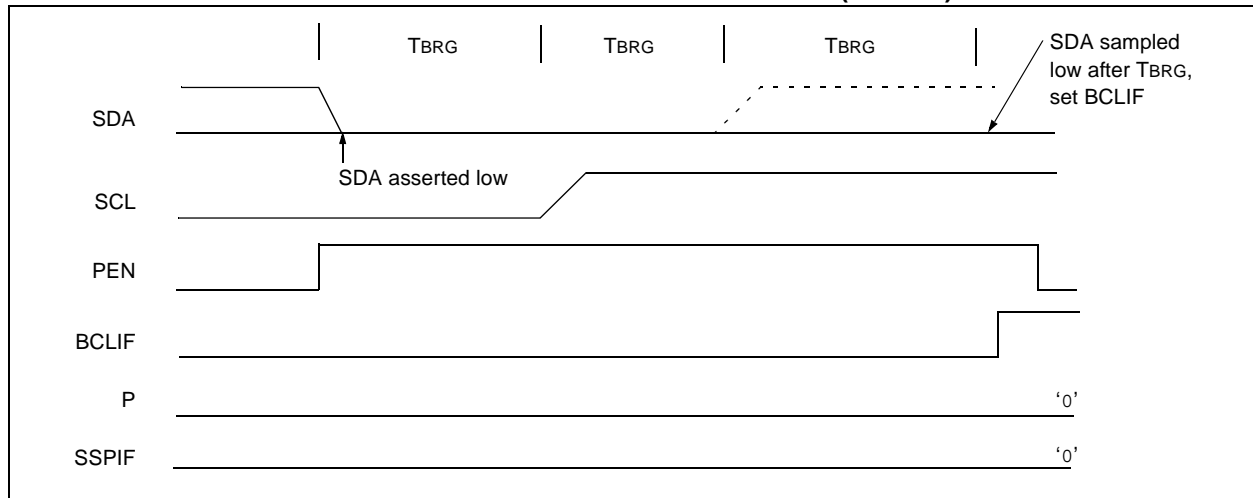 TBRG TBRG TBRG
SDA sampled
low after TBRG,
set BCLIF
SDA
SDA asserted low
SCL
PEN
BCLIF
P
‘0’
SSPIF
‘0’